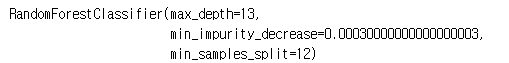 RandomForestClassifier(max_depth=13,
min_impurity_decrease=0.00030000000000000003,
min_samples_split=12)